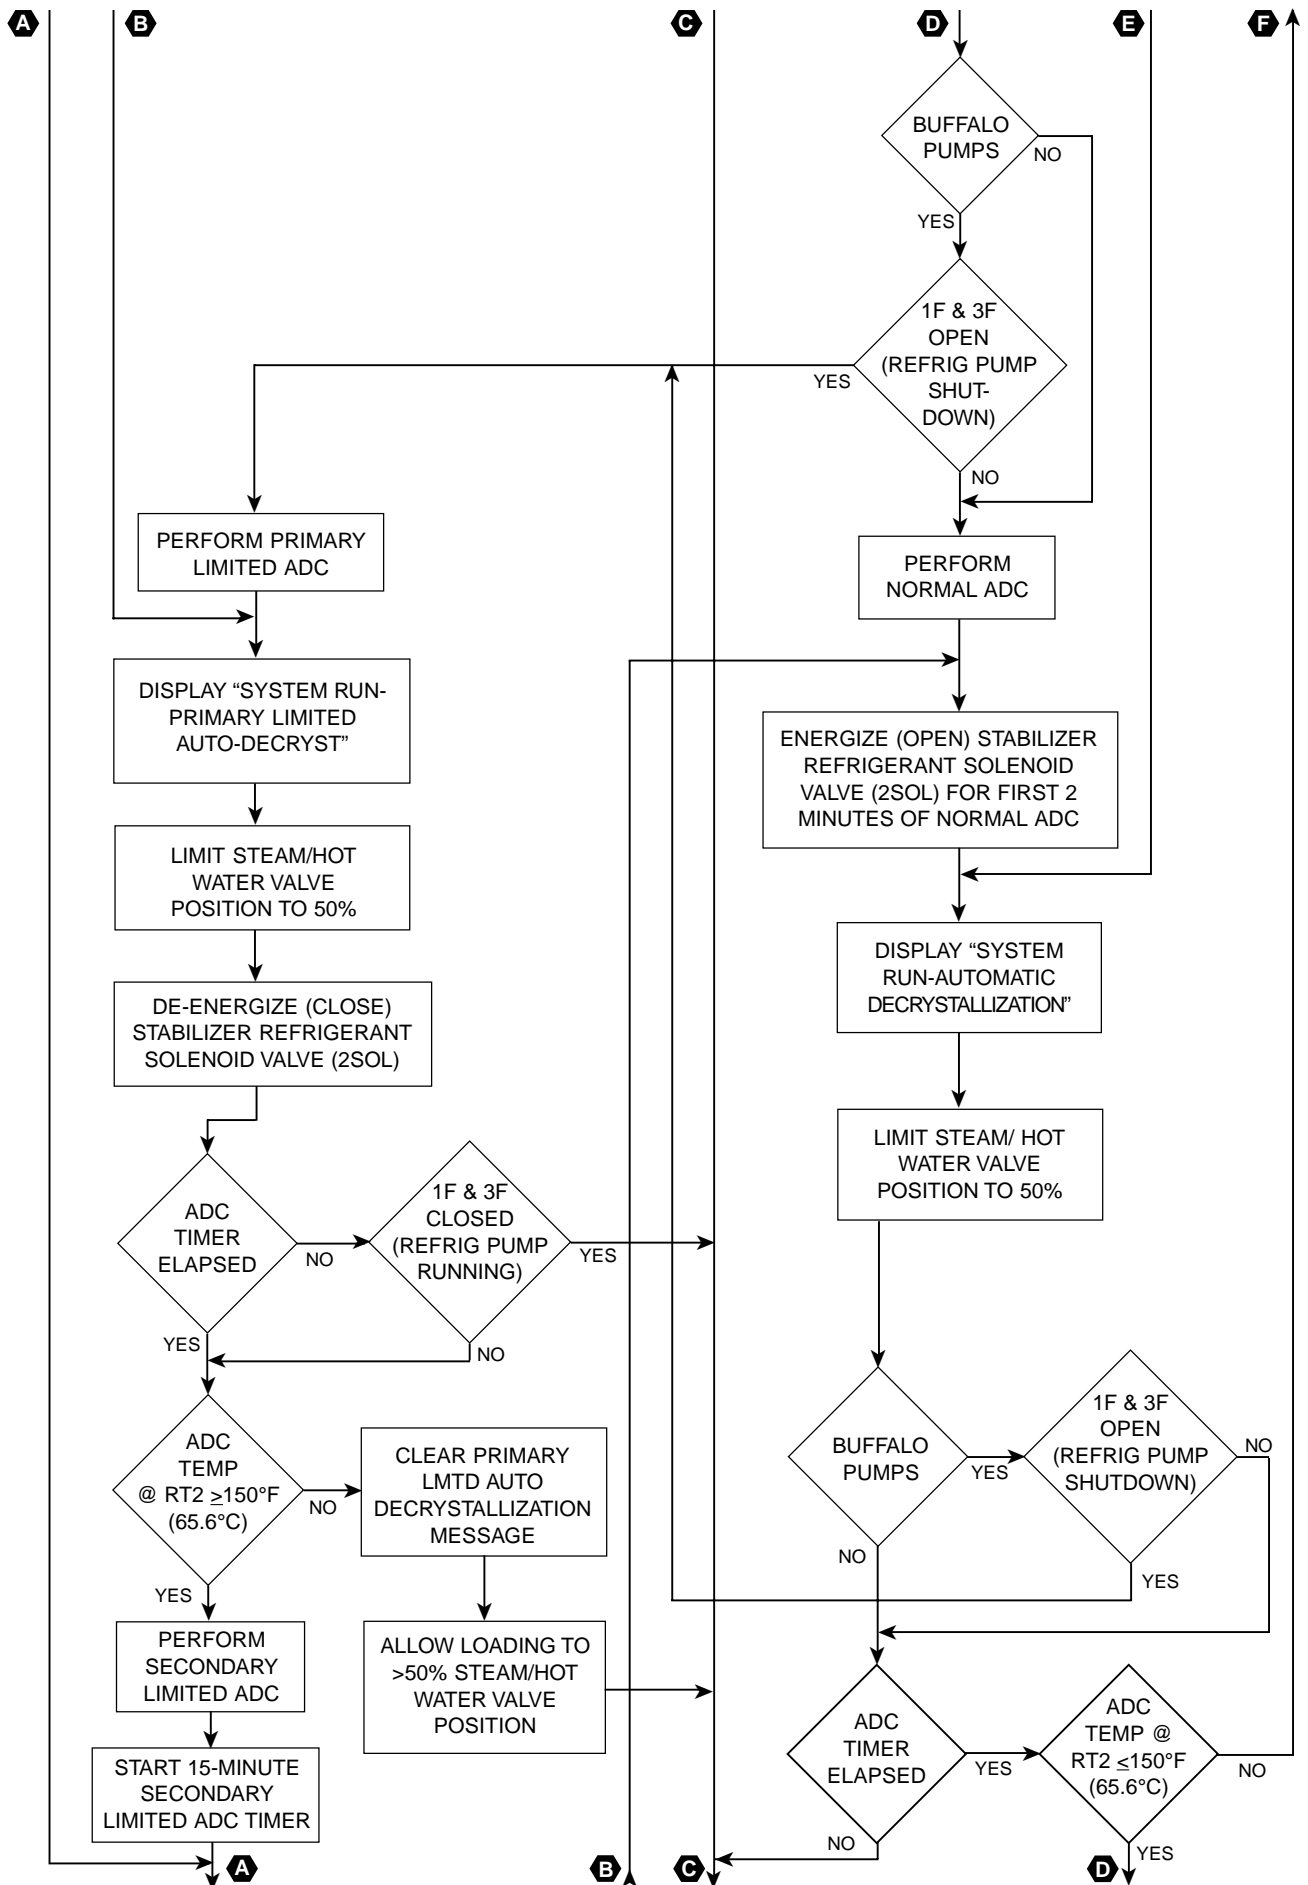 A
B
C
D
E
F
BUFFALO
PUMPS
NO
YES
1F & 3F
OPEN
(REFRIG PUMP
SHUT-
DOWN)
YES
NO
PERFORM PRIMARY
LIMITED ADC
PERFORM
NORMAL ADC
DISPLAY “SYSTEM RUN-
PRIMARY LIMITED
AUTO-DECRYST”
ENERGIZE (OPEN) STABILIZER
REFRIGERANT SOLENOID
VALVE (2SOL) FOR FIRST 2
MINUTES OF NORMAL ADC
LIMIT STEAM/HOT
WATER VALVE
POSITION TO 50%
DISPLAY “SYSTEM
RUN-AUTOMATIC
DECRYSTALLIZATION”
DE-ENERGIZE (CLOSE)
STABILIZER REFRIGERANT
SOLENOID VALVE (2SOL)
LIMIT STEAM/ HOT
WATER VALVE
POSITION TO 50%
ADC
TIMER
ELAPSED
NO
YES
1F & 3F
CLOSED
(REFRIG PUMP
RUNNING)
YES
NO
ADC
TEMP
@ RT2 ≥150°F
(65.6°C)
NO
YES
CLEAR PRIMARY
LMTD AUTO
DECRYSTALLIZATION
MESSAGE
BUFFALO
PUMPS
YES
NO
1F & 3F
OPEN
(REFRIG PUMP
SHUTDOWN)
NO
YES
PERFORM
SECONDARY
LIMITED ADC
ALLOW LOADING TO
>50% STEAM/HOT
WATER VALVE
POSITION
START 15-MINUTE
SECONDARY
LIMITED ADC TIMER
ADC
TIMER
ELAPSED
YES
NO
ADC
TEMP @
RT2 ≤150°F
(65.6°C)
NO
YES
A
B
C
D